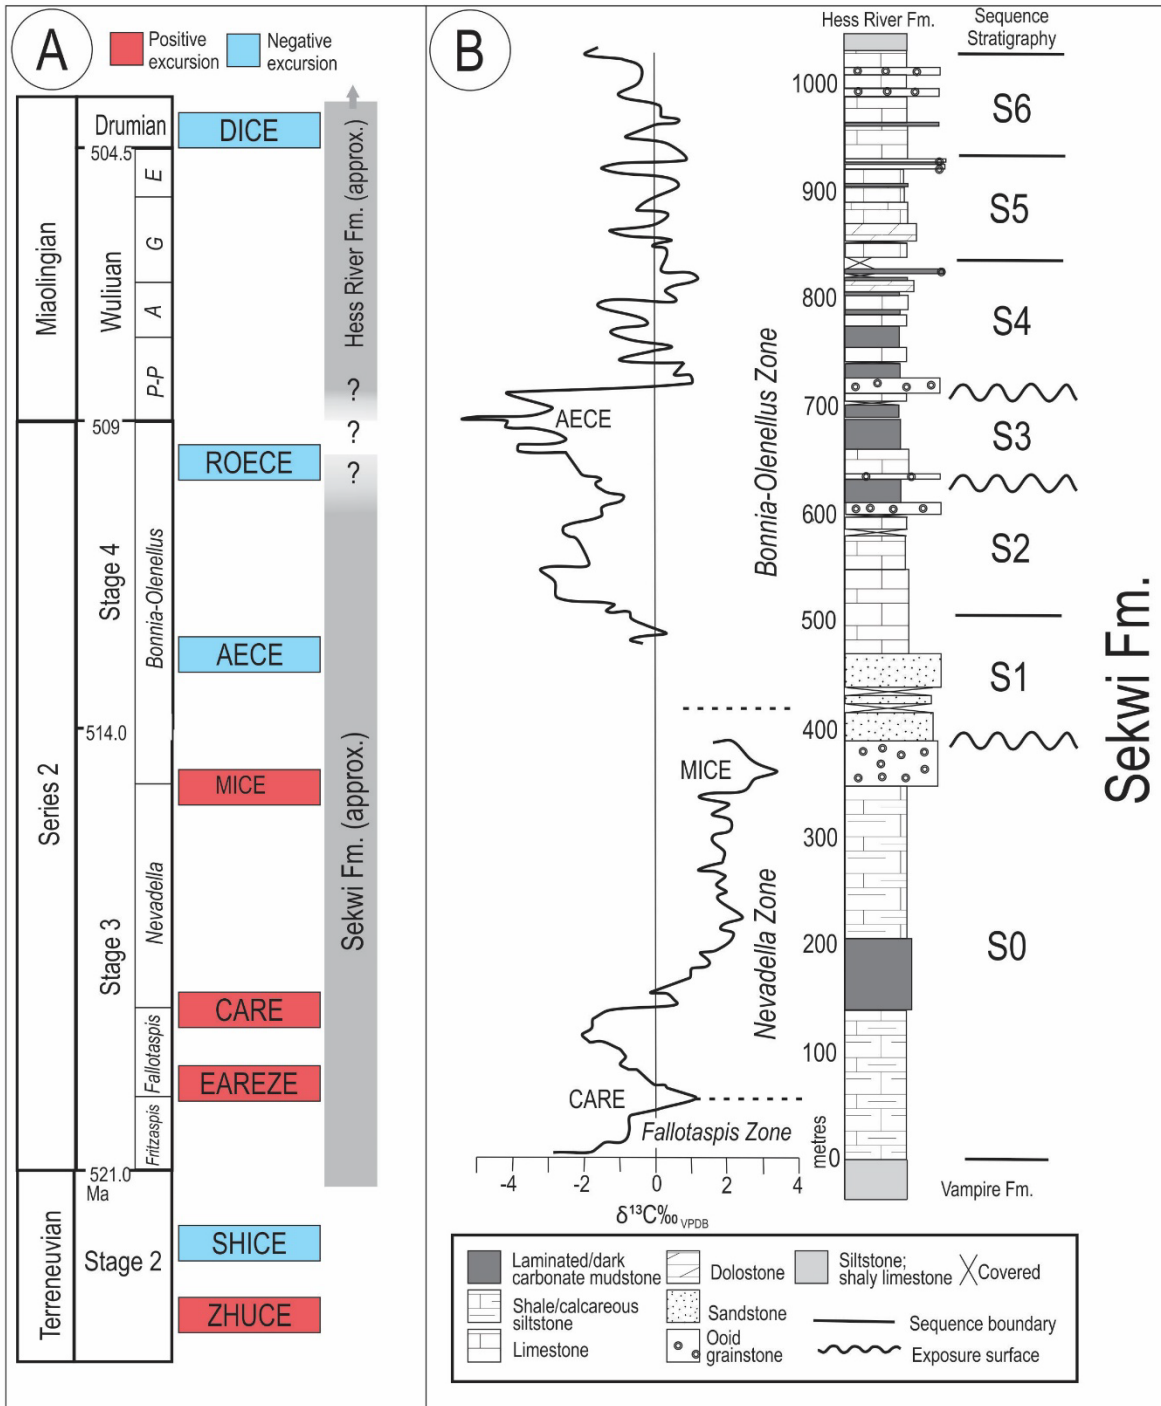 A
Positive
excursion
Negative
excursion
Miaolingian
Series 2
Terreneuvian
Drumian
504.5
Wuliuan
509
Stage 4
514.0
Stage 3
521.0
Ma
Stage 2
E
G
A
P-P
Bonnia-Olenellus
Nevadella
Fallotaspis
Fritzaspis
DICE
ROECE
AECE
MICE
CARE
EAREZE
SHICE
ZHUCE
Hess River Fm. (approx.)
?
?
?
Sekwi Fm. (approx.)
B
Hess River Fm.
Sequence
Stratigraphy
AECE
MICE
CARE
Bonnia-Olenellus Zone
Nevadella Zone
Fallotaspis Zone
1000
900
800
700
600
500
400
300
200
100
0
metres
S6
S5
S4
S3
S2
S1
S0
Sekwi Fm.
Vampire Fm.
-4 -2 0 2 4
δ¹³C‰ VPDB
Laminated/dark
carbonate mudstone
Shale/calcareous
siltstone
Limestone
Dolostone
Sandstone
Ooid
grainstone
Siltstone;
shaly limestone
Covered
Sequence boundary
Exposure surface